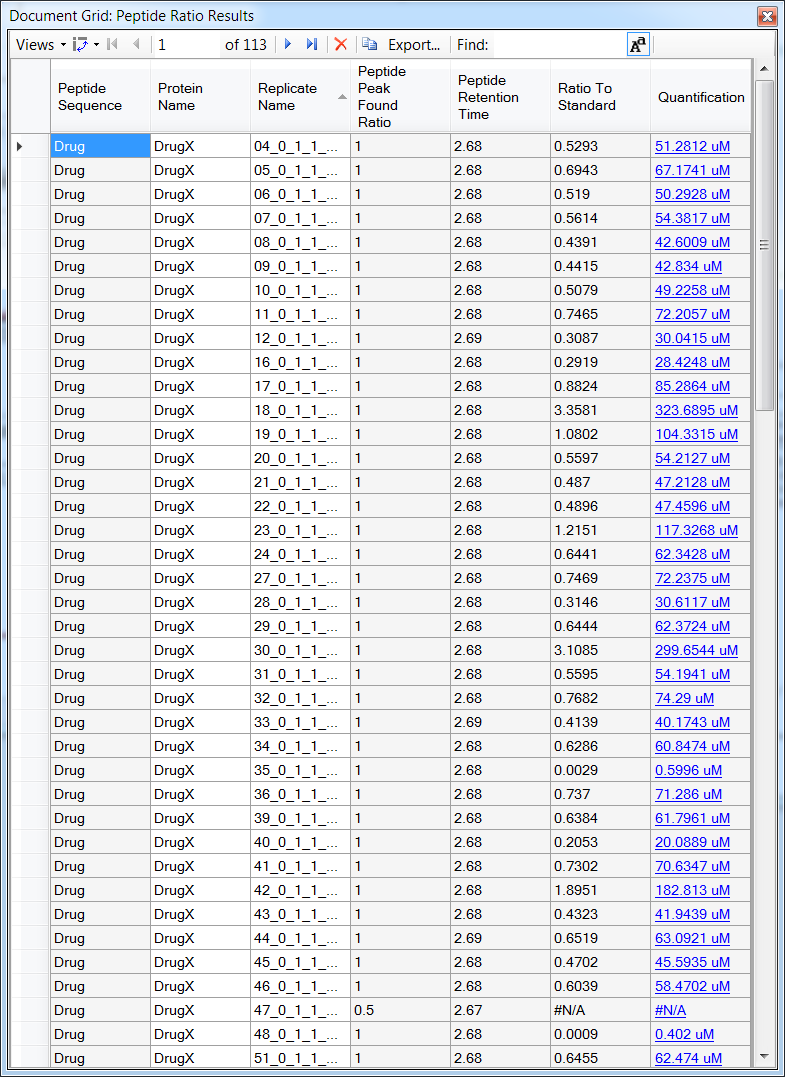 Document Grid: Peptide Ratio Results
Views 1 of 113 Export... Find: Aa
Peptide Sequence Protein Name Replicate Name Peptide Peak Found Ratio Peptide Retention Time Ratio To Standard Quantification
Drug DrugX 04_0_1_1_... 1 2.68 0.5293 51.2812 uM
Drug DrugX 05_0_1_1_... 1 2.68 0.6943 67.1741 uM
Drug DrugX 06_0_1_1_... 1 2.68 0.519 50.2928 uM
Drug DrugX 07_0_1_1_... 1 2.68 0.5614 54.3817 uM
Drug DrugX 08_0_1_1_... 1 2.68 0.4391 42.6009 uM
Drug DrugX 09_0_1_1_... 1 2.68 0.4415 42.834 uM
Drug DrugX 10_0_1_1_... 1 2.68 0.5079 49.2258 uM
Drug DrugX 11_0_1_1_... 1 2.68 0.7465 72.2057 uM
Drug DrugX 12_0_1_1_... 1 2.69 0.3087 30.0415 uM
Drug DrugX 16_0_1_1_... 1 2.68 0.2919 28.4248 uM
Drug DrugX 17_0_1_1_... 1 2.68 0.8824 85.2864 uM
Drug DrugX 18_0_1_1_... 1 2.68 3.3581 323.6895 uM
Drug DrugX 19_0_1_1_... 1 2.68 1.0802 104.3315 uM
Drug DrugX 20_0_1_1_... 1 2.68 0.5597 54.2127 uM
Drug DrugX 21_0_1_1_... 1 2.68 0.487 47.2128 uM
Drug DrugX 22_0_1_1_... 1 2.68 0.4896 47.4596 uM
Drug DrugX 23_0_1_1_... 1 2.68 1.2151 117.3268 uM
Drug DrugX 24_0_1_1_... 1 2.68 0.6441 62.3428 uM
Drug DrugX 27_0_1_1_... 1 2.68 0.7469 72.2375 uM
Drug DrugX 28_0_1_1_... 1 2.68 0.3146 30.6117 uM
Drug DrugX 29_0_1_1_... 1 2.68 0.6444 62.3724 uM
Drug DrugX 30_0_1_1_... 1 2.68 3.1085 299.6544 uM
Drug DrugX 31_0_1_1_... 1 2.68 0.5595 54.1941 uM
Drug DrugX 32_0_1_1_... 1 2.68 0.7682 74.29 uM
Drug DrugX 33_0_1_1_... 1 2.69 0.4139 40.1743 uM
Drug DrugX 34_0_1_1_... 1 2.68 0.6286 60.8474 uM
Drug DrugX 35_0_1_1_... 1 2.68 0.0029 0.5996 uM
Drug DrugX 36_0_1_1_... 1 2.68 0.737 71.286 uM
Drug DrugX 39_0_1_1_... 1 2.68 0.6384 61.7961 uM
Drug DrugX 40_0_1_1_... 1 2.68 0.2053 20.0889 uM
Drug DrugX 41_0_1_1_... 1 2.68 0.7302 70.6347 uM
Drug DrugX 42_0_1_1_... 1 2.68 1.8951 182.813 uM
Drug DrugX 43_0_1_1_... 1 2.68 0.4323 41.9439 uM
Drug DrugX 44_0_1_1_... 1 2.69 0.6519 63.0921 uM
Drug DrugX 45_0_1_1_... 1 2.68 0.4702 45.5935 uM
Drug DrugX 46_0_1_1_... 1 2.68 0.6039 58.4702 uM
Drug DrugX 47_0_1_1_... 0.5 2.67 #N/A #N/A
Drug DrugX 48_0_1_1_... 1 2.68 0.0009 0.402 uM
Drug DrugX 51_0_1_1_... 1 2.68 0.6455 62.474 uM